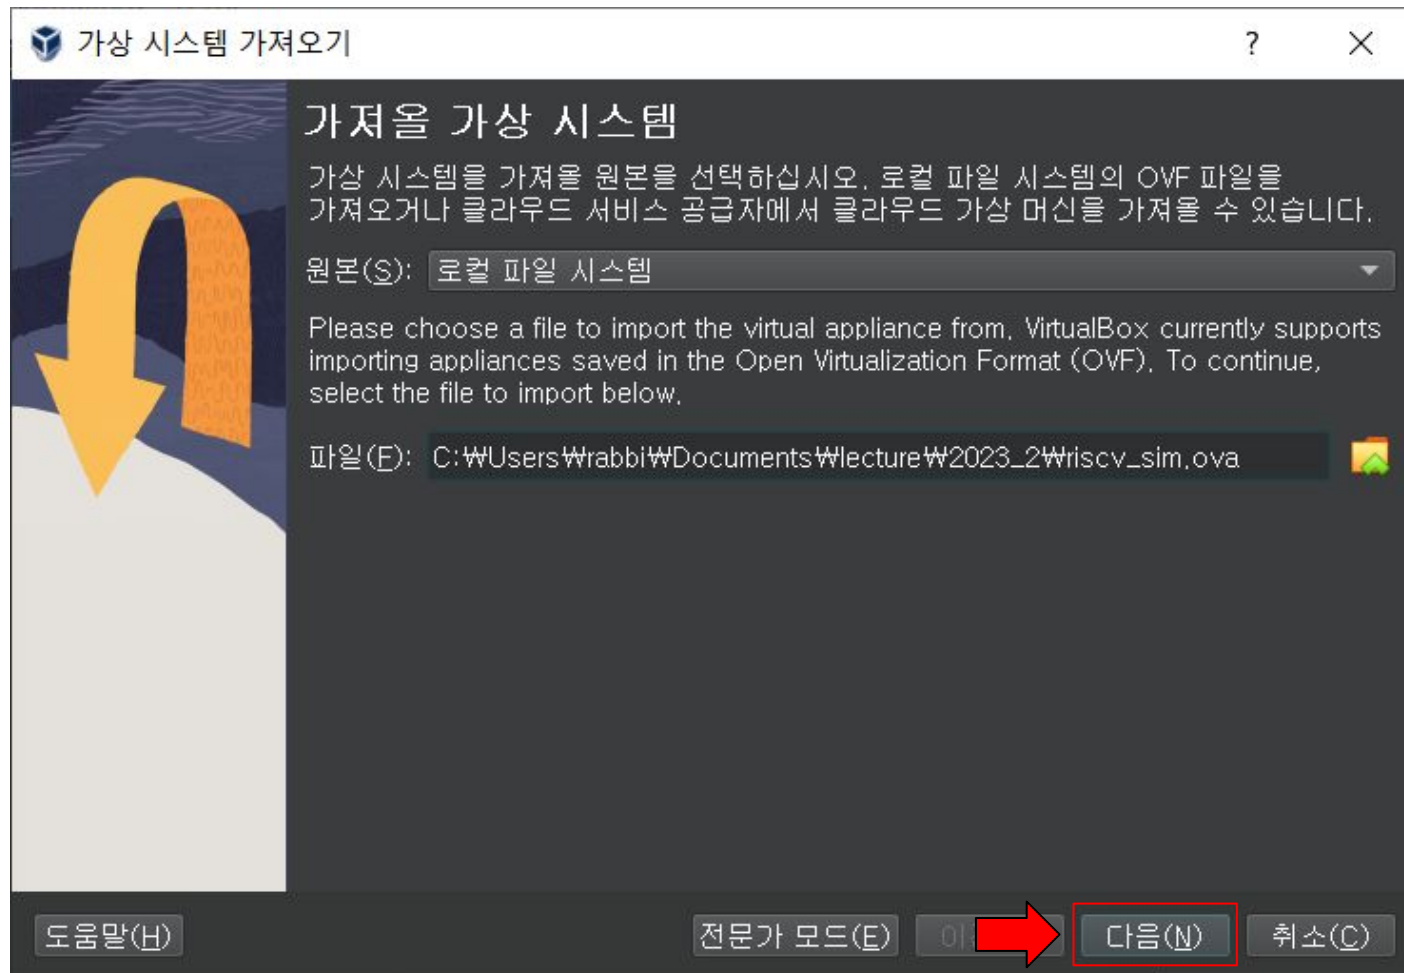 가상 시스템 가져오기
?
가져올 가상 시스템
가상 시스템을 가져올 원본을 선택하십시오. 로컬 파일 시스템의 OVF 파일을
가져오거나 클라우드 서비스 공급자에서 클라우드 가상 머신을 가져올 수 있습니다.
원본(S): 로컬 파일 시스템
Please choose a file to import the virtual appliance from. VirtualBox currently supports
importing appliances saved in the Open Virtualization Format (OVF). To continue,
select the file to import below.
파일(F): C:₩Users₩rabbi₩Documents₩lecture₩2023_2₩riscv_sim.ova
도움말(H) 전문가 모드(E) 다음(N) 취소(C)